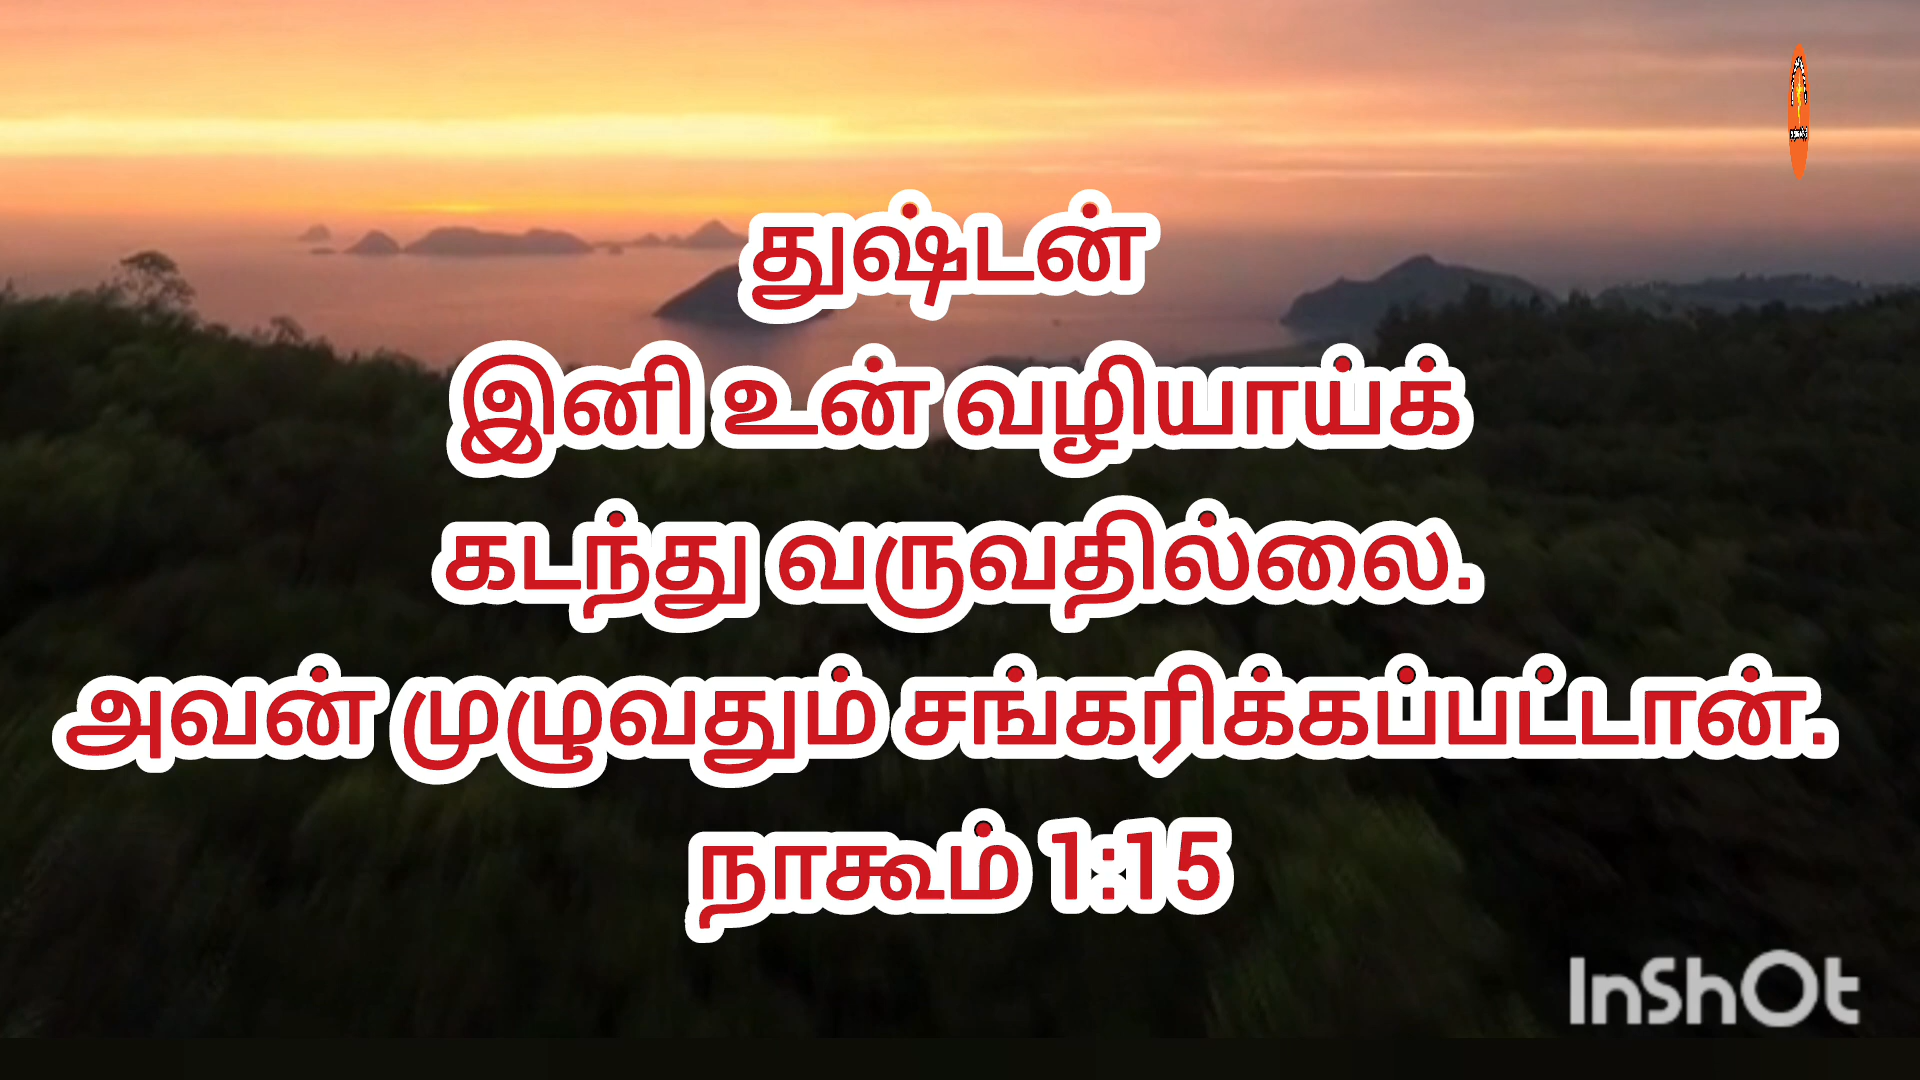 துஷ்டன்
இனி உன் வழியாய்க்
கடந்து வருவதில்லை.
அவன் முழுவதும் சங்கரிக்கப்பட்டான்.
நாகூம் 1:15
InShOt